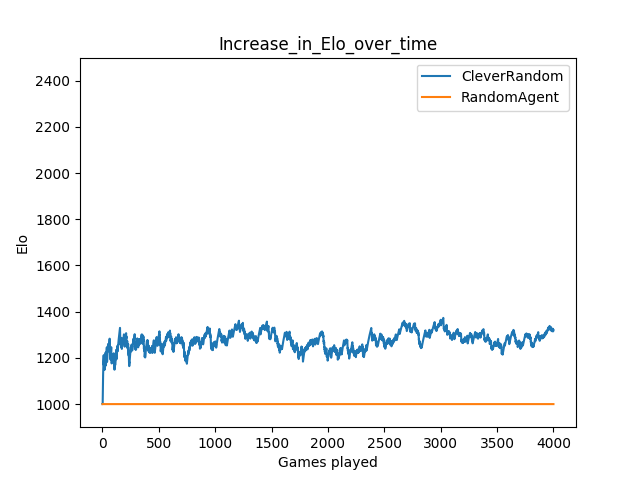 Increase_in_Elo_over_time
CleverRandom
RandomAgent
2400
2200
2000
1800
1600
1400
1200
1000
Elo
0 500 1000 1500 2000 2500 3000 3500 4000
Games played